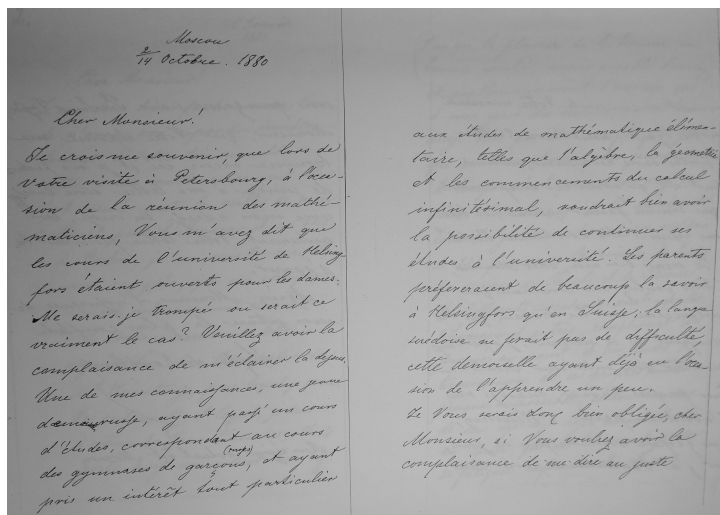 Moscou
2/14 Octobre. 1880
Cher Monsieur!
Je crois me souvenir, que lors de
votre visite à Petersbourg, à l'occa-
sion de la réunion des mathé-
maticiens, Vous m'avez dit que
les cours de l'université de Helsing-
fors étaient ouverts pour les dames.
Me serais-je trompée ou serait ce
vraiment le cas? Veuillez avoir la
complaisance de m'éclairer la dessus.
Une de mes connaissances, une jeune
russe, ayant passé un cours
d'études, correspondant au cours
des gymnases de garçons, (russes) et ayant
pris un intérêt tout particulier
aux études de mathématique élémen-
taire, telles que l'algèbre, la géometrie
et les commencements du calcul
infinitésimal, voudrait bien avoir
la possibilité de continuer ses
études à l'université. Les parents
préfereraient de beaucoup la savoir
à Helsingfors qu'en Suisse; la langue
suédoise ne ferait pas de difficulté,
cette demoiselle ayant déjà eu l'occa-
sion de l'apprendre un peu.
Je Vous serais donc bien obligée, cher
Monsieur, si Vous vouliez avoir la
complaisance de me dire au juste